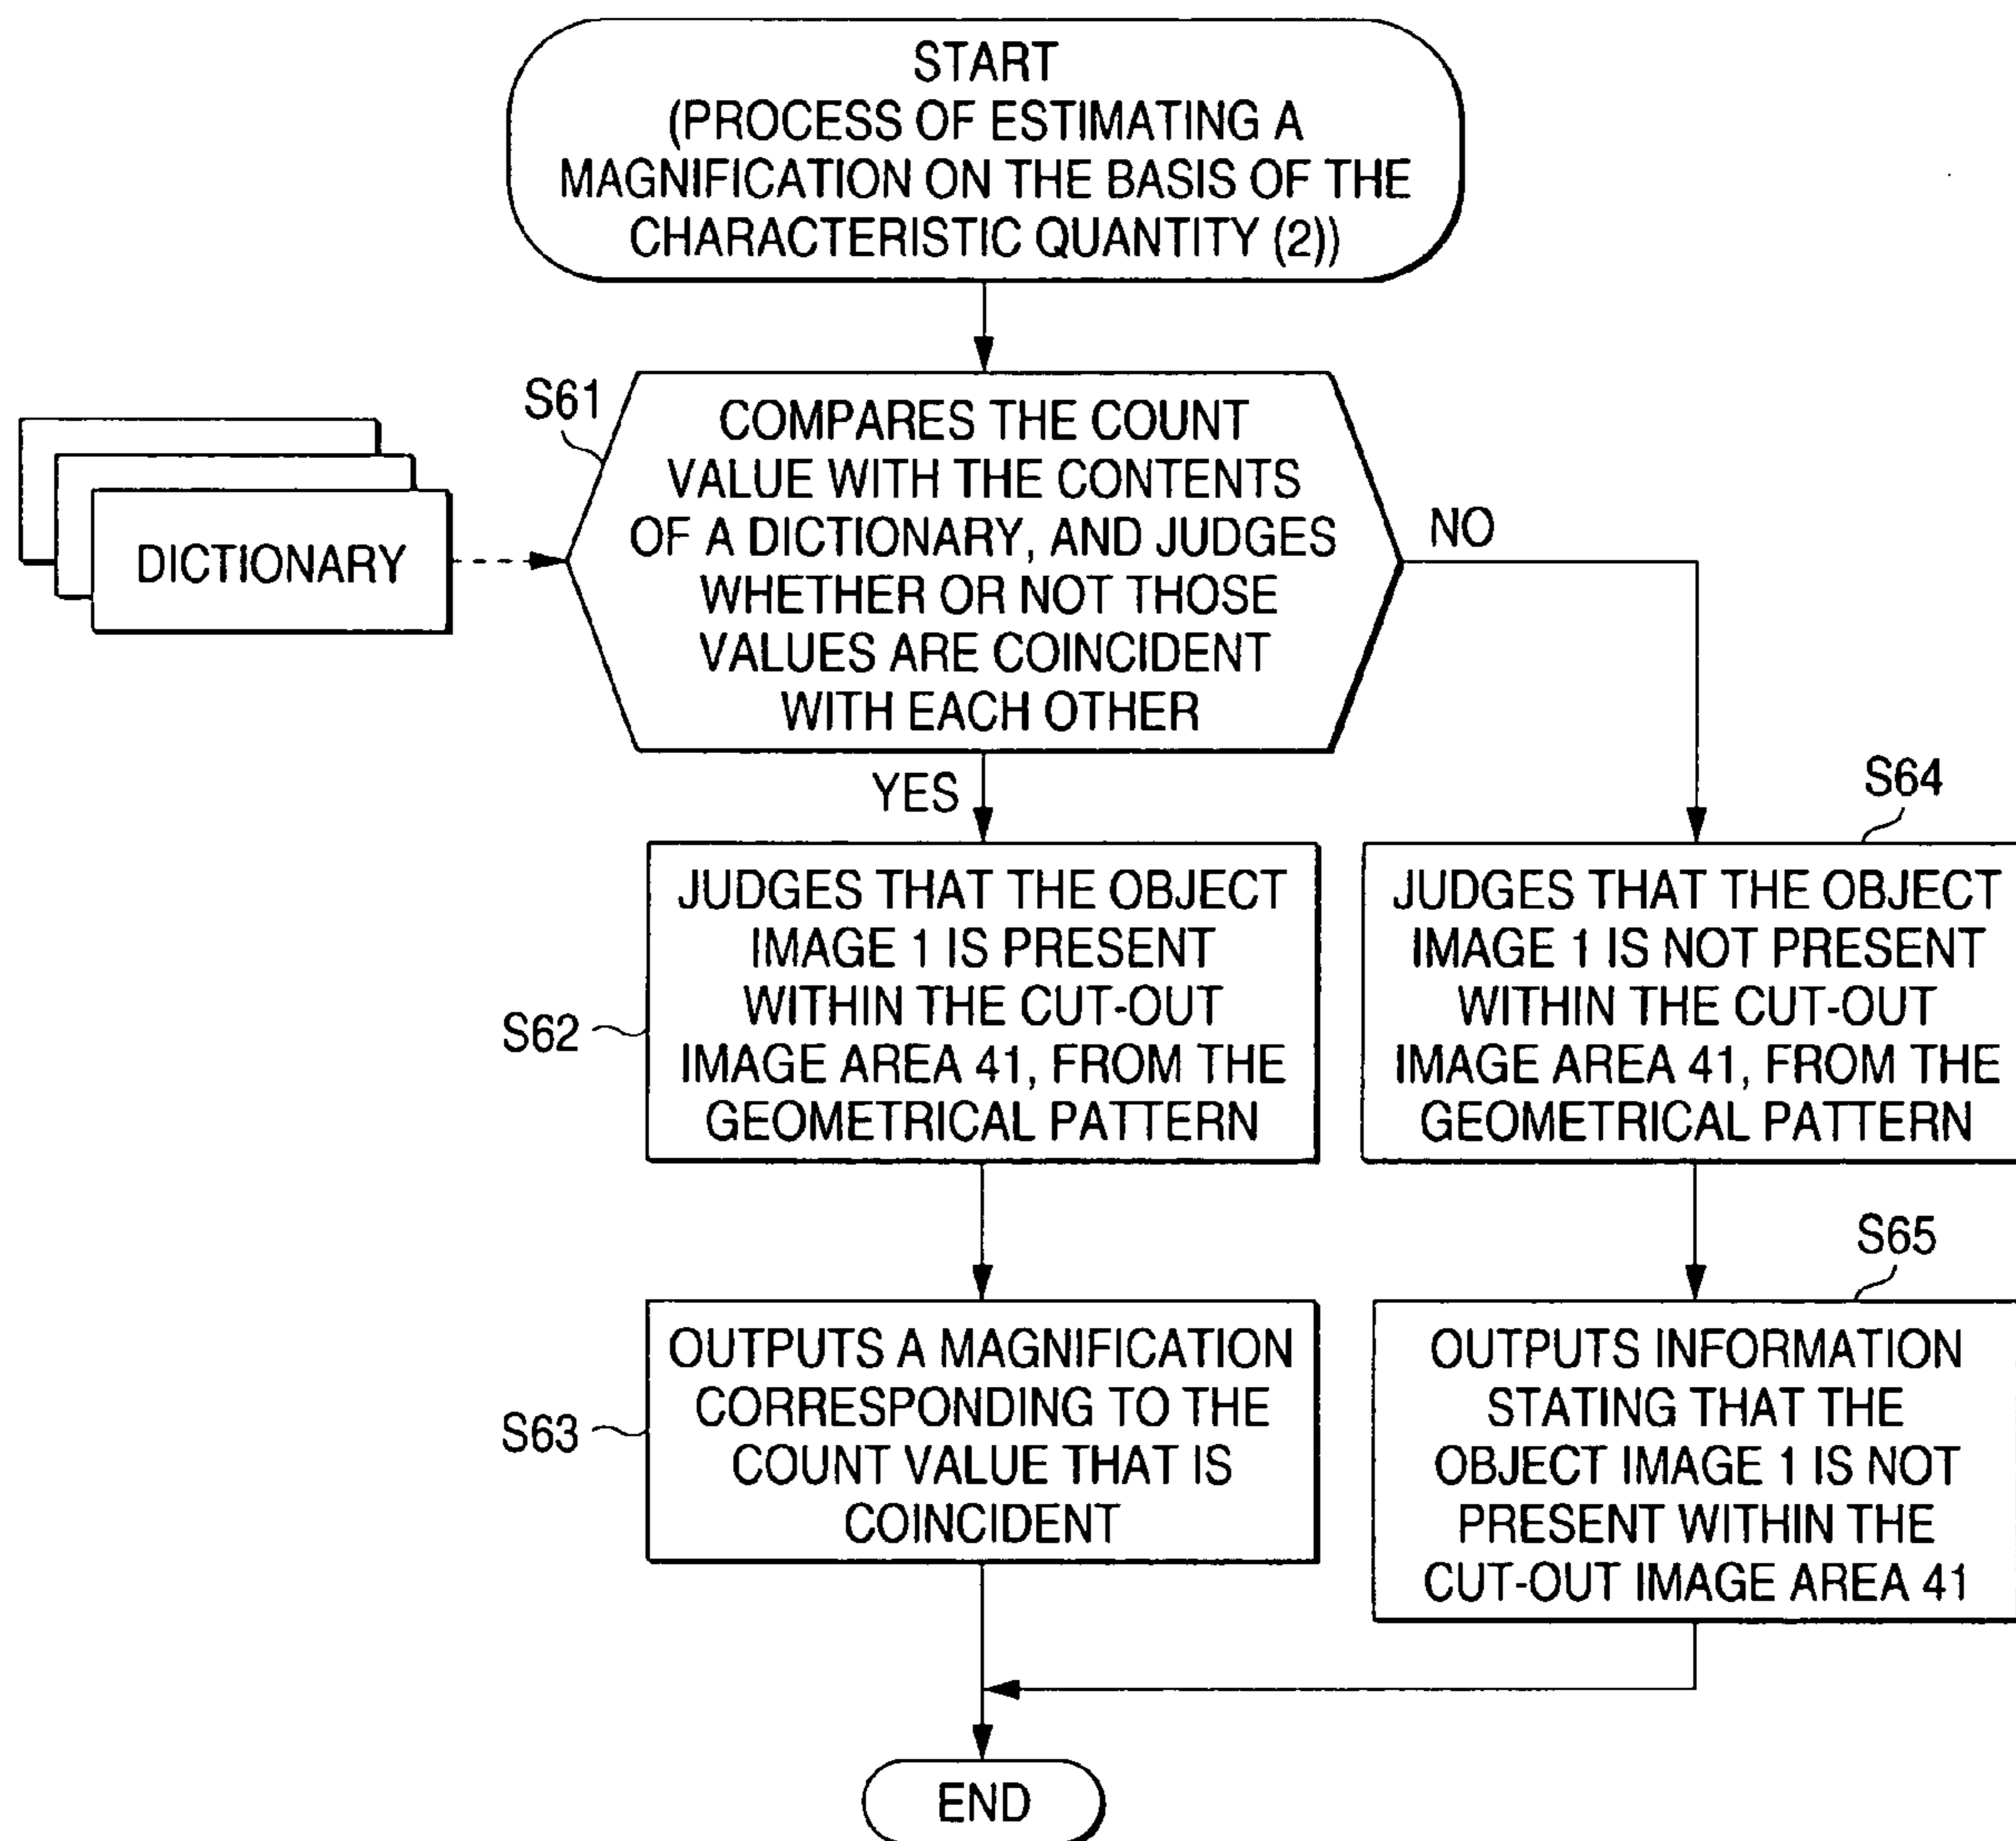 START
(PROCESS OF ESTIMATING A
MAGNIFICATION ON THE BASIS OF THE
CHARACTERISTIC QUANTITY (2))
S61
COMPARES THE COUNT
VALUE WITH THE CONTENTS
OF A DICTIONARY, AND JUDGES
WHETHER OR NOT THOSE
VALUES ARE COINCIDENT
WITH EACH OTHER
DICTIONARY
NO
YES
S62
JUDGES THAT THE OBJECT
IMAGE 1 IS PRESENT
WITHIN THE CUT-OUT
IMAGE AREA 41, FROM THE
GEOMETRICAL PATTERN
S64
JUDGES THAT THE OBJECT
IMAGE 1 IS NOT PRESENT
WITHIN THE CUT-OUT
IMAGE AREA 41, FROM THE
GEOMETRICAL PATTERN
S63
OUTPUTS A MAGNIFICATION
CORRESPONDING TO THE
COUNT VALUE THAT IS
COINCIDENT
S65
OUTPUTS INFORMATION
STATING THAT THE
OBJECT IMAGE 1 IS NOT
PRESENT WITHIN THE
CUT-OUT IMAGE AREA 41
END